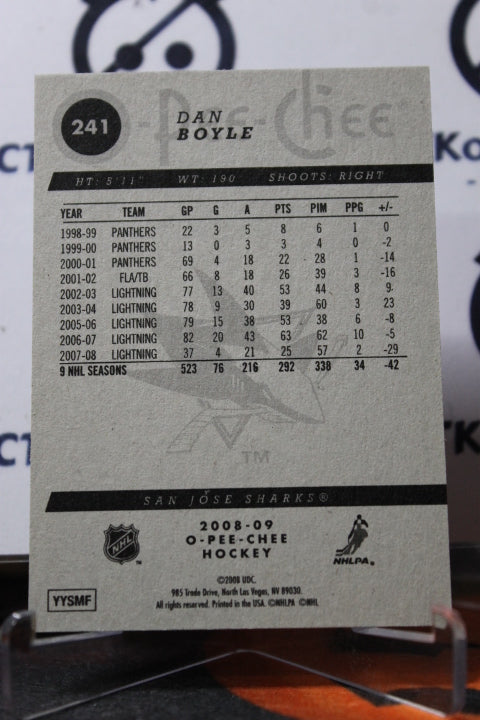 O-Pee-Chee
241
DAN
BOYLE
HT: 5'11" WT: 190 SHOOTS: RIGHT
YEAR TEAM GP G A PTS PIM PPG +/-
1998-99 PANTHERS 22 3 5 8 6 1 0
1999-00 PANTHERS 13 0 3 3 4 0 -2
2000-01 PANTHERS 69 4 18 22 28 1 -14
2001-02 FLA/TB 66 8 18 26 39 3 -16
2002-03 LIGHTNING 77 13 40 53 44 8 9
2003-04 LIGHTNING 78 9 30 39 60 3 23
2005-06 LIGHTNING 79 15 38 53 38 6 -8
2006-07 LIGHTNING 82 20 43 63 62 10 -5
2007-08 LIGHTNING 37 4 21 25 57 2 -29
9 NHL SEASONS 523 76 216 292 338 34 -42
TM
SAN JOSE SHARKS®
2008-09
O-PEE-CHEE
HOCKEY
NHL
NHLPA®
©2008 UDC.
985 Trade Drive, North Las Vegas, NV 89030.
All rights reserved. Printed in the USA. ©NHLPA ©NHL
YYSMF